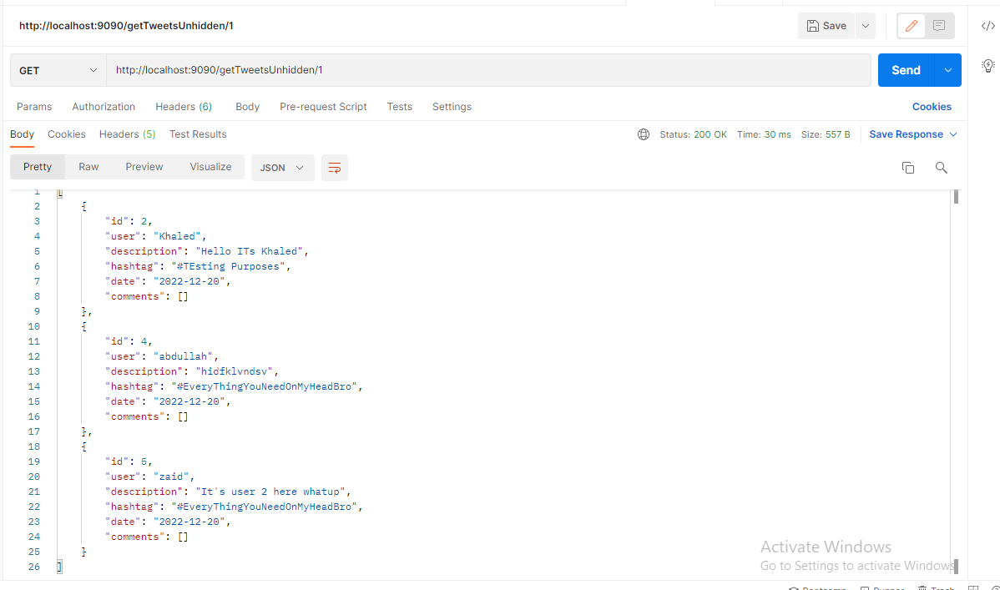 http://localhost:9090/getTweetsUnhidden/1
Save
</>
GET
http://localhost:9090/getTweetsUnhidden/1
Send
Params Authorization Headers (6) Body Pre-request Script Tests Settings Cookies
Body Cookies Headers (5) Test Results Status: 200 OK Time: 30 ms Size: 557 B Save Response
Pretty Raw Preview Visualize JSON
1 [
2 {
3 "id": 2,
4 "user": "Khaled",
5 "description": "Hello ITs Khaled",
6 "hashtag": "#TEsting Purposes",
7 "date": "2022-12-20",
8 "comments": []
9 },
10 {
11 "id": 4,
12 "user": "abdullah",
13 "description": "hidfklvndsv",
14 "hashtag": "#EveryThingYouNeedOnMyHeadBro",
15 "date": "2022-12-20",
16 "comments": []
17 },
18 {
19 "id": 5,
20 "user": "zaid",
21 "description": "It's user 2 here whatup",
22 "hashtag": "#EveryThingYouNeedOnMyHeadBro",
23 "date": "2022-12-20",
24 "comments": []
25 }
26 ]
Activate Windows
Go to Settings to activate Windows
Bootcamp Runner Trash